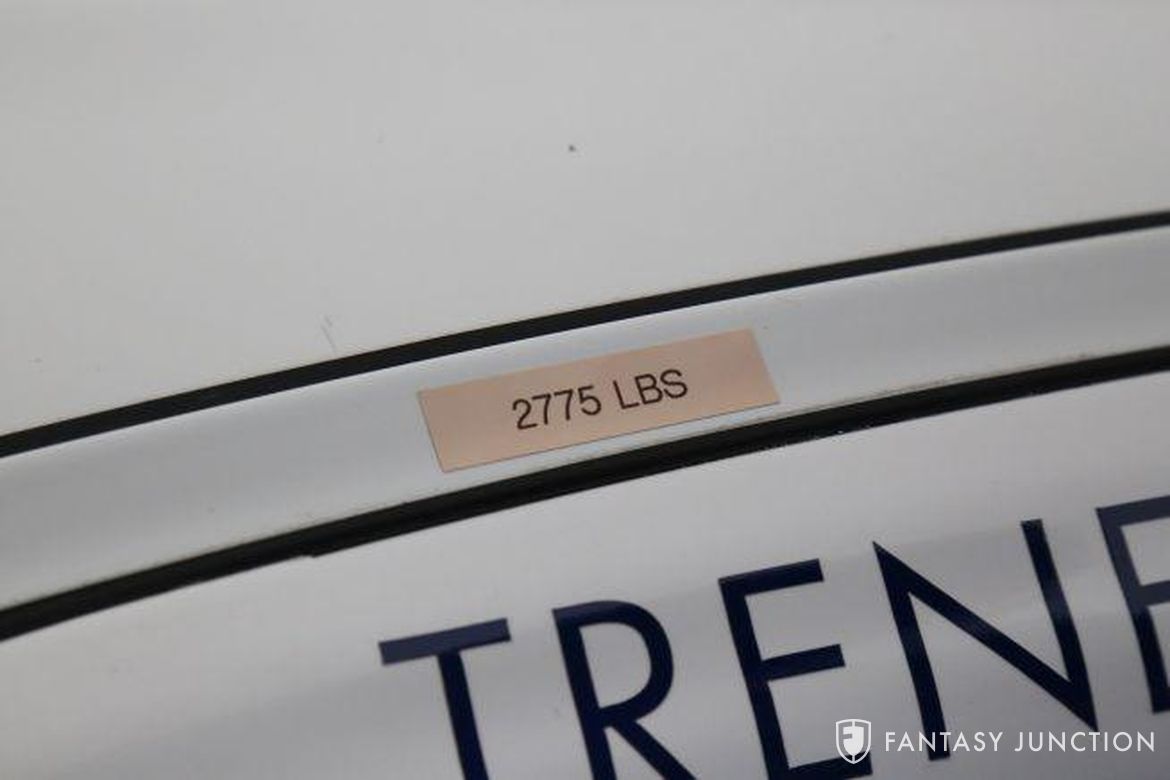 2775 LBS
TRENE
FANTASY JUNCTION